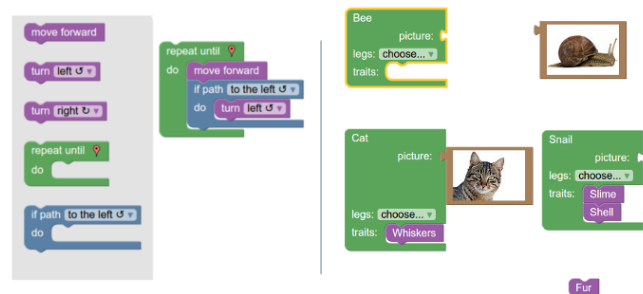 move forward
turn left ↺ ▾
turn right ↻ ▾
repeat until
do
if path to the left ↺ ▾
do
repeat until
do move forward
if path to the left ↺ ▾
do turn left ↺ ▾
Bee
picture:
legs: choose... ▾
traits:
Cat
picture:
legs: choose... ▾
traits: Whiskers
Snail
picture:
legs: choose... ▾
traits: Slime
Shell
Fur